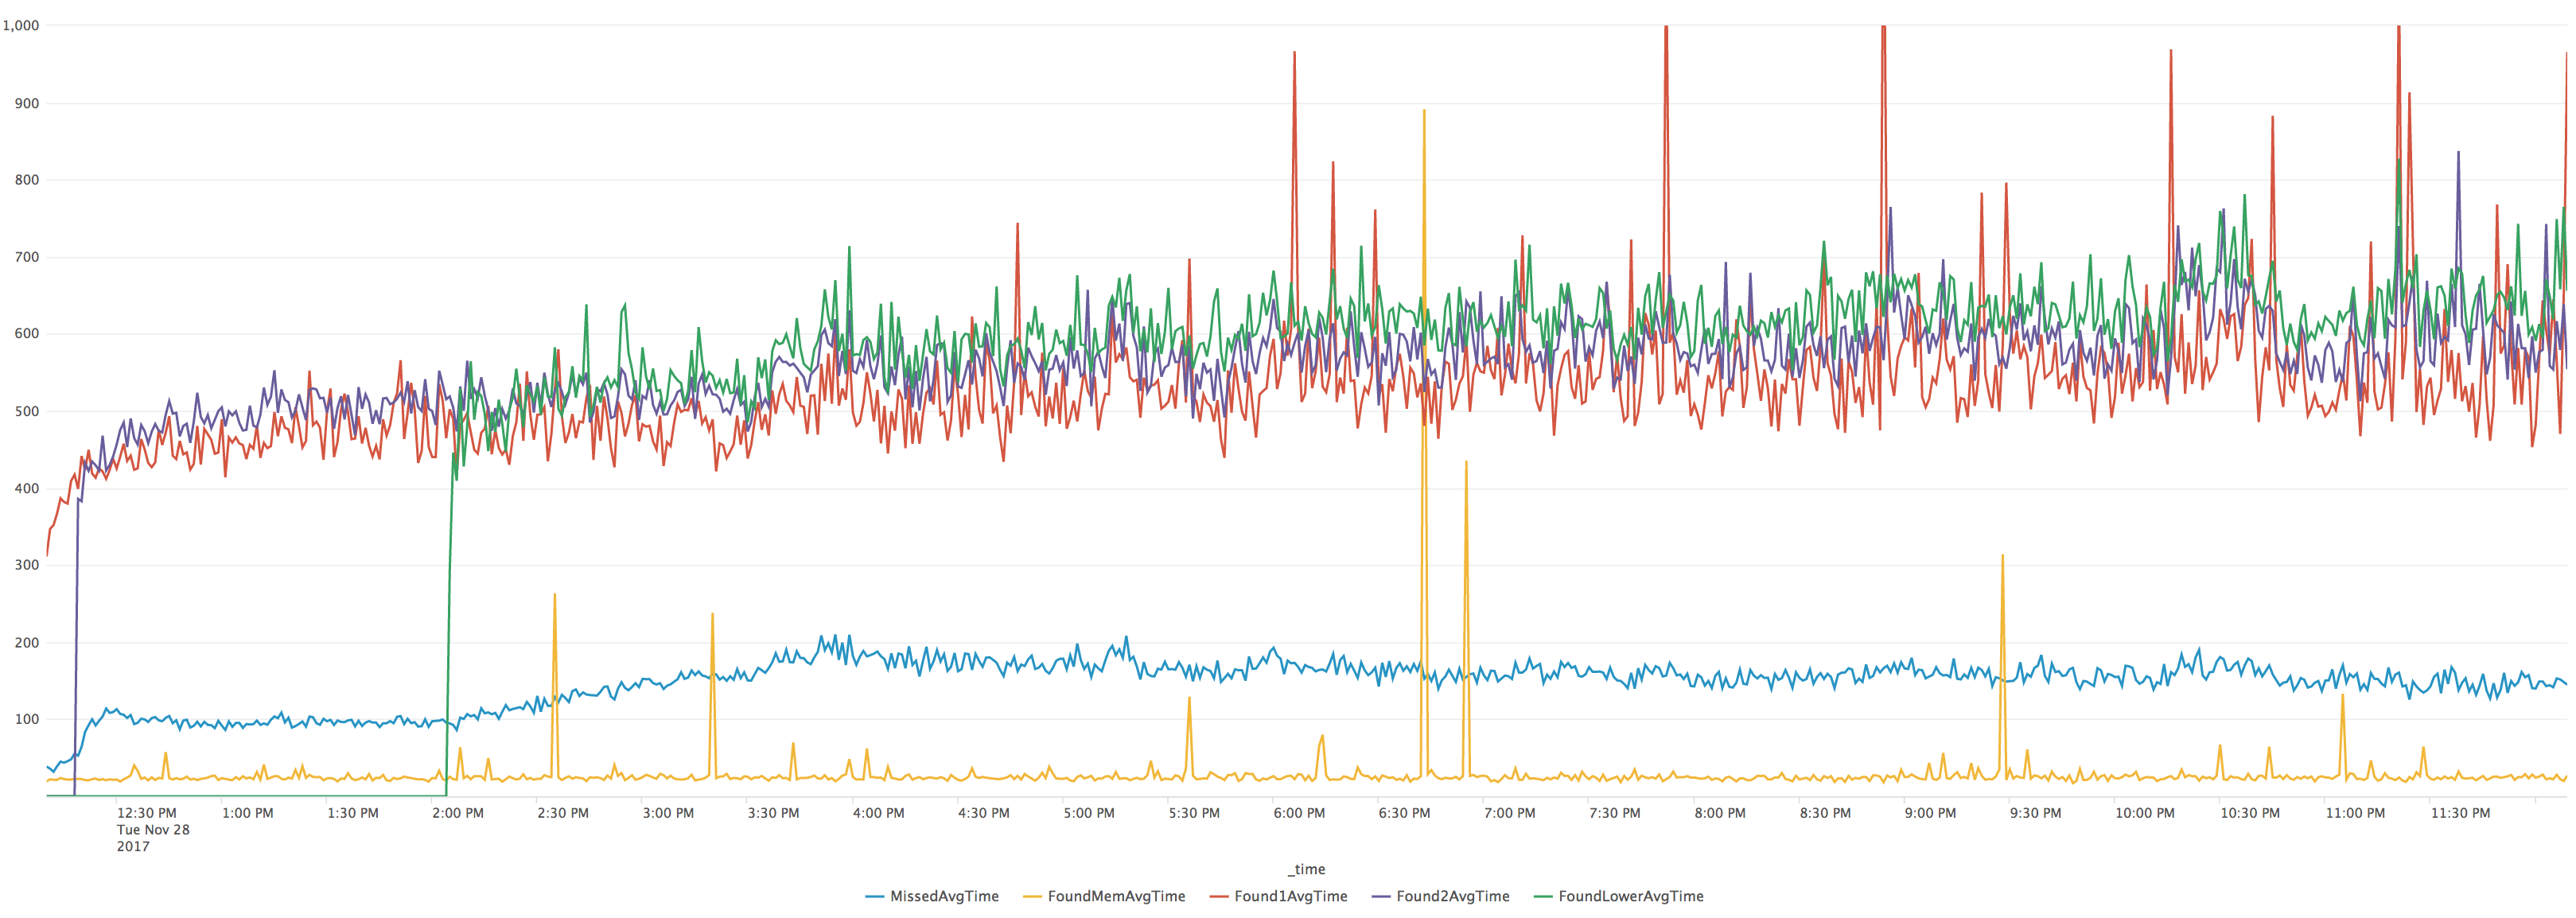 1,000
900
800
700
600
500
400
300
200
100
12:30 PM 1:00 PM 1:30 PM 2:00 PM 2:30 PM 3:00 PM 3:30 PM 4:00 PM 4:30 PM 5:00 PM 5:30 PM 6:00 PM 6:30 PM 7:00 PM 7:30 PM 8:00 PM 8:30 PM 9:00 PM 9:30 PM 10:00 PM 10:30 PM 11:00 PM 11:30 PM
Tue Nov 28
2017
_time
MissedAvgTime FoundMemAvgTime Found1AvgTime Found2AvgTime FoundLowerAvgTime